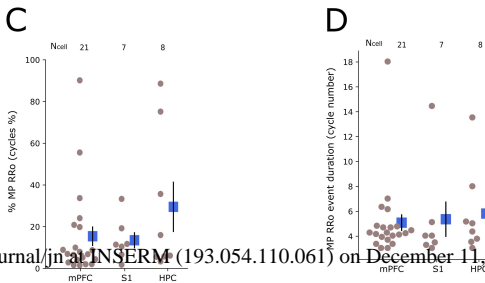 C
D
Ncell 21 7 8
Ncell 21 7 8
% MP RRo (cycles %)
100
80
60
40
20
0
mPFC S1 HPC
MP RRo event duration (cycle number)
18
16
14
12
10
8
6
4
mPFC S1 HPC
urnal/jn at INSERM (193.054.110.061) on December 11,